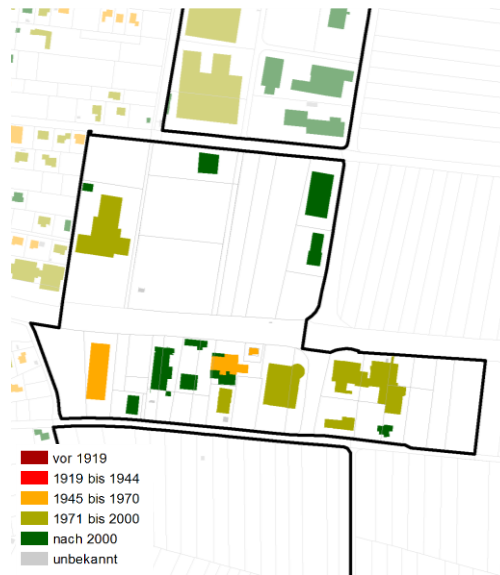 vor 1919
1919 bis 1944
1945 bis 1970
1971 bis 2000
nach 2000
unbekannt